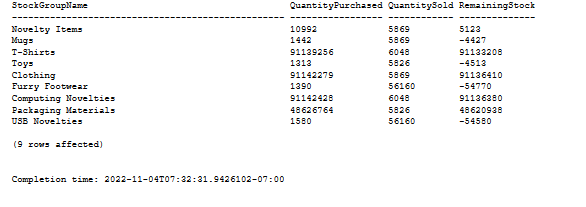 StockGroupName QuantityPurchased QuantitySold RemainingStock
-------------------------------------------------- ----------------- ------------ --------------
Novelty Items 10992 5869 5123
Mugs 1442 5869 -4427
T-Shirts 91139256 6048 91133208
Toys 1313 5826 -4513
Clothing 91142279 5869 91136410
Furry Footwear 1390 56160 -54770
Computing Novelties 91142428 6048 91136380
Packaging Materials 48626764 5826 48620938
USB Novelties 1580 56160 -54580
(9 rows affected)
Completion time: 2022-11-04T07:32:31.9426102-07:00